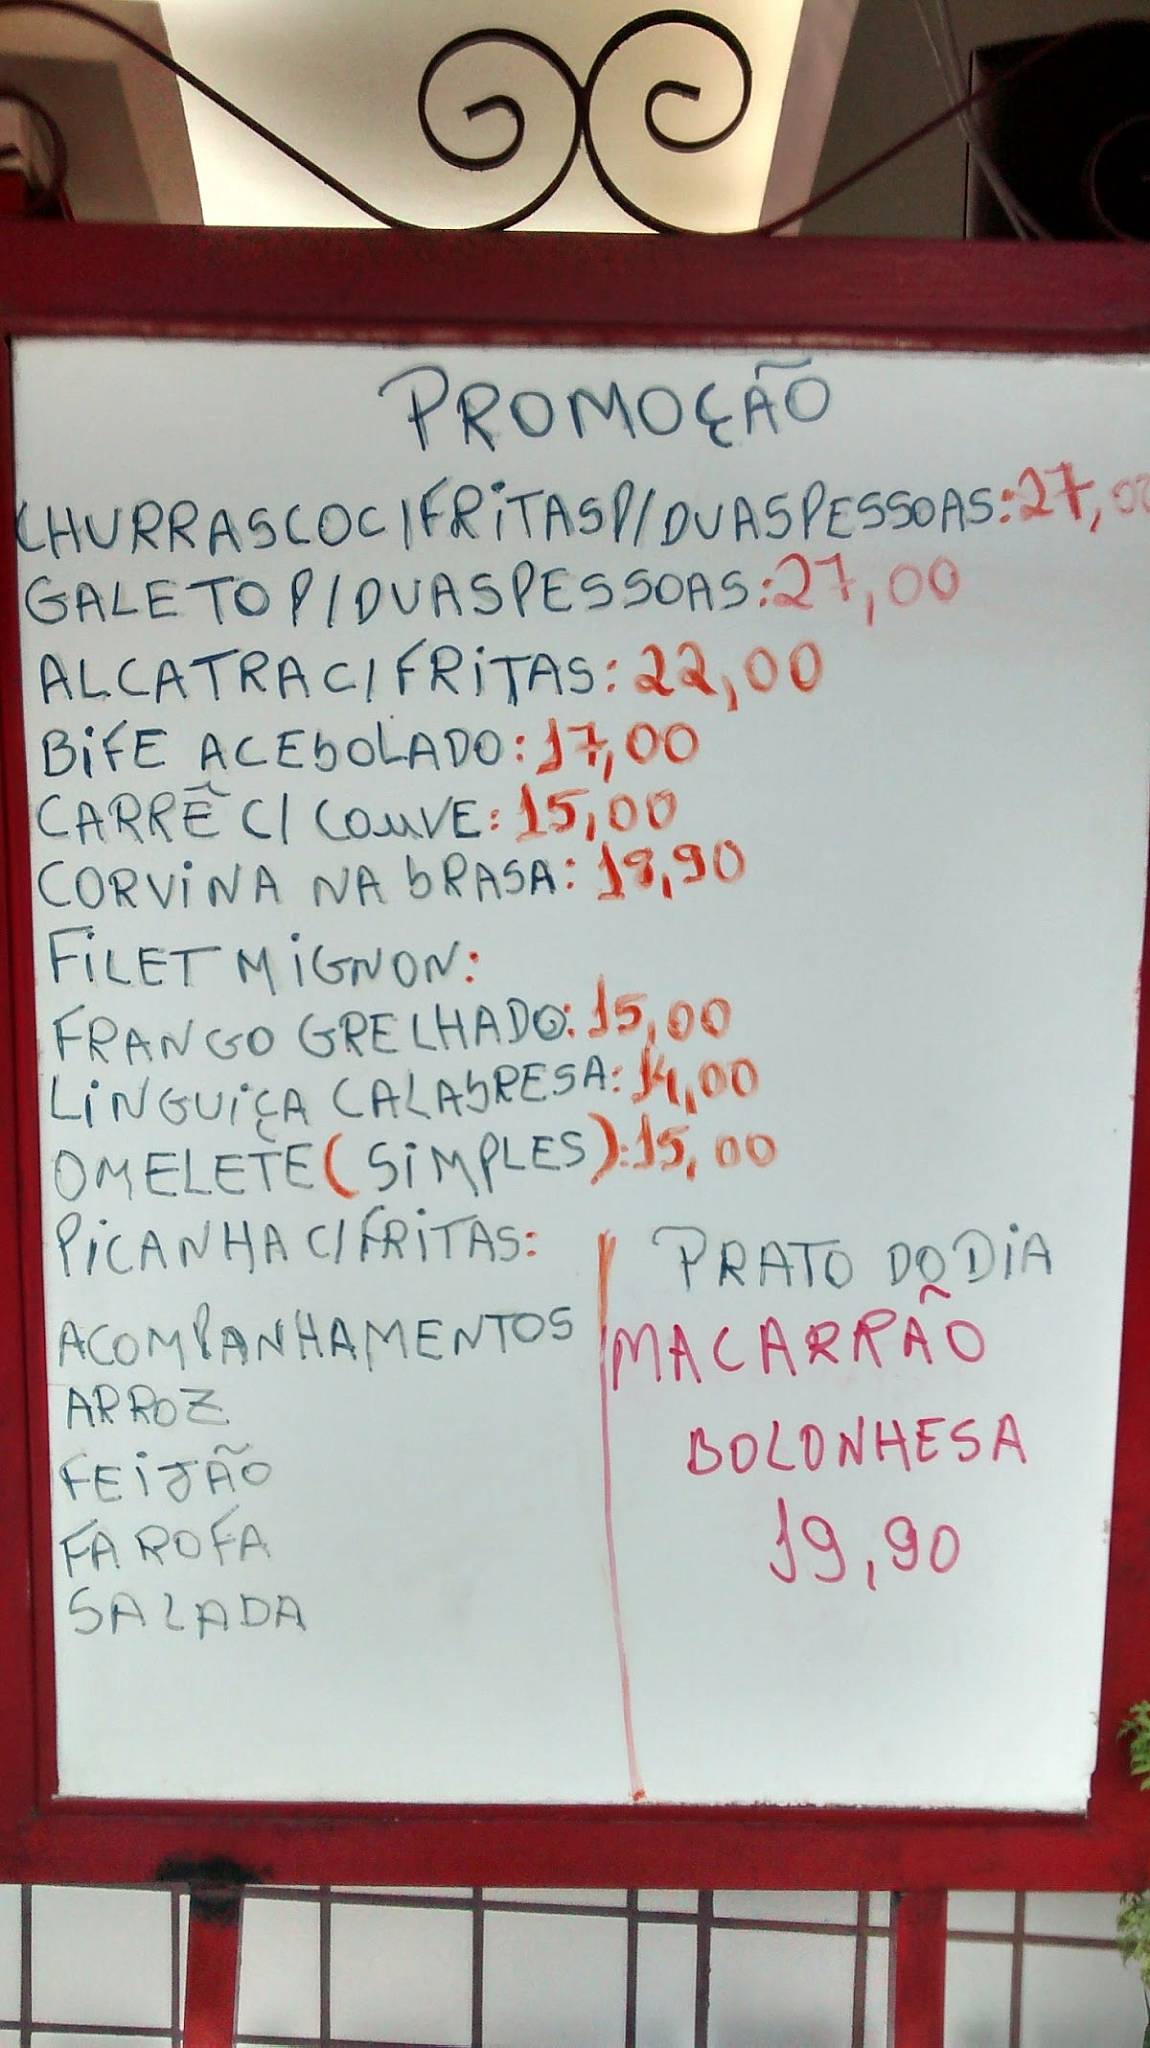 PROMOÇÃO
CHURRASCO C/ FRITAS P/ DUAS PESSOAS: 27,00
GALETO P/ DUAS PESSOAS: 27,00
ALCATRA C/ FRITAS: 22,00
BIFE ACEBOLADO: 17,00
CARRÊ C/ COUVE: 15,00
CORVINA NA BRASA: 18,90
FILET MIGNON:
FRANGO GRELHADO: 15,00
LINGUIÇA CALABRESA: 14,00
OMELETE (SIMPLES): 15,00
PICANHA C/ FRITAS:
ACOMPANHAMENTOS
ARROZ
FEIJÃO
FAROFA
SALADA
PRATO DO DIA
MACARRÃO
BOLONHESA
19,90